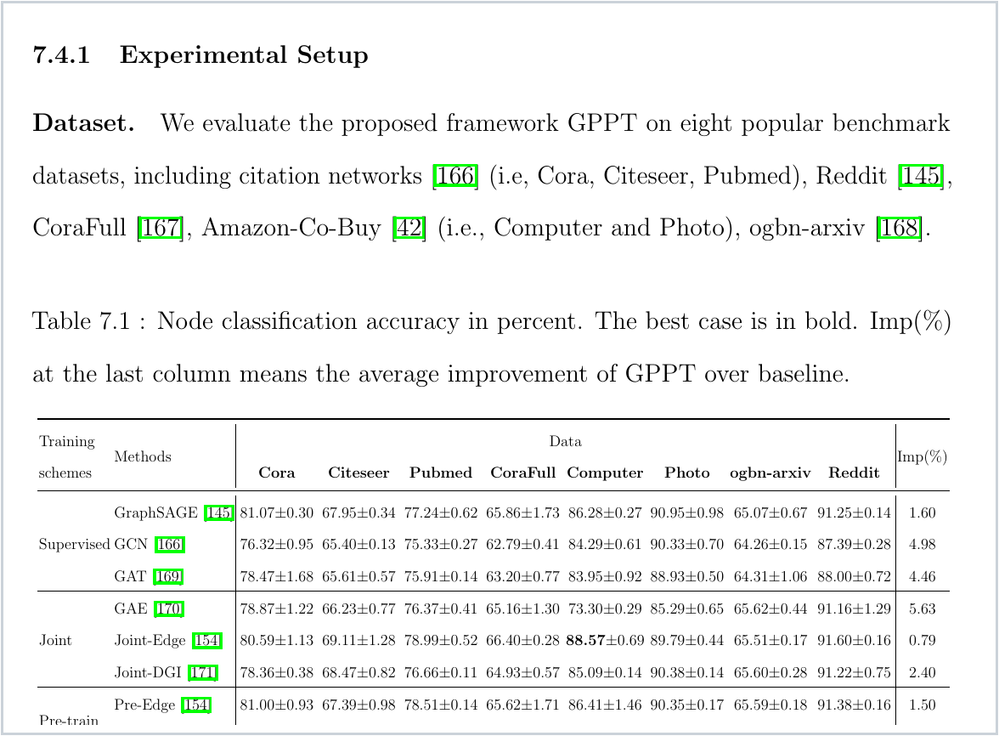 7.4.1 Experimental Setup
Dataset. We evaluate the proposed framework GPPT on eight popular benchmark
datasets, including citation networks [166] (i.e, Cora, Citeseer, Pubmed), Reddit [145],
CoraFull [167], Amazon-Co-Buy [42] (i.e., Computer and Photo), ogbn-arxiv [168].
Table 7.1 : Node classification accuracy in percent. The best case is in bold. Imp(%)
at the last column means the average improvement of GPPT over baseline.
Training schemes Methods Data Imp(%)
Cora Citeseer Pubmed CoraFull Computer Photo ogbn-arxiv Reddit
GraphSAGE [145] 81.07±0.30 67.95±0.34 77.24±0.62 65.86±1.73 86.28±0.27 90.95±0.98 65.07±0.67 91.25±0.14 1.60
Supervised GCN [166] 76.32±0.95 65.40±0.13 75.33±0.27 62.79±0.41 84.29±0.61 90.33±0.70 64.26±0.15 87.39±0.28 4.98
GAT [169] 78.47±1.68 65.61±0.57 75.91±0.14 63.20±0.77 83.95±0.92 88.93±0.50 64.31±1.06 88.00±0.72 4.46
GAE [170] 78.87±1.22 66.23±0.77 76.37±0.41 65.16±1.30 73.30±0.29 85.29±0.65 65.62±0.44 91.16±1.29 5.63
Joint Joint-Edge [154] 80.59±1.13 69.11±1.28 78.99±0.52 66.40±0.28 88.57±0.69 89.79±0.44 65.51±0.17 91.60±0.16 0.79
Joint-DGI [171] 78.36±0.38 68.47±0.82 76.66±0.11 64.93±0.57 85.09±0.14 90.38±0.14 65.60±0.28 91.22±0.75 2.40
Pre-Edge [154] 81.00±0.93 67.39±0.98 78.51±0.14 65.62±1.71 86.41±1.46 90.35±0.17 65.59±0.18 91.38±0.16 1.50
Pre-train